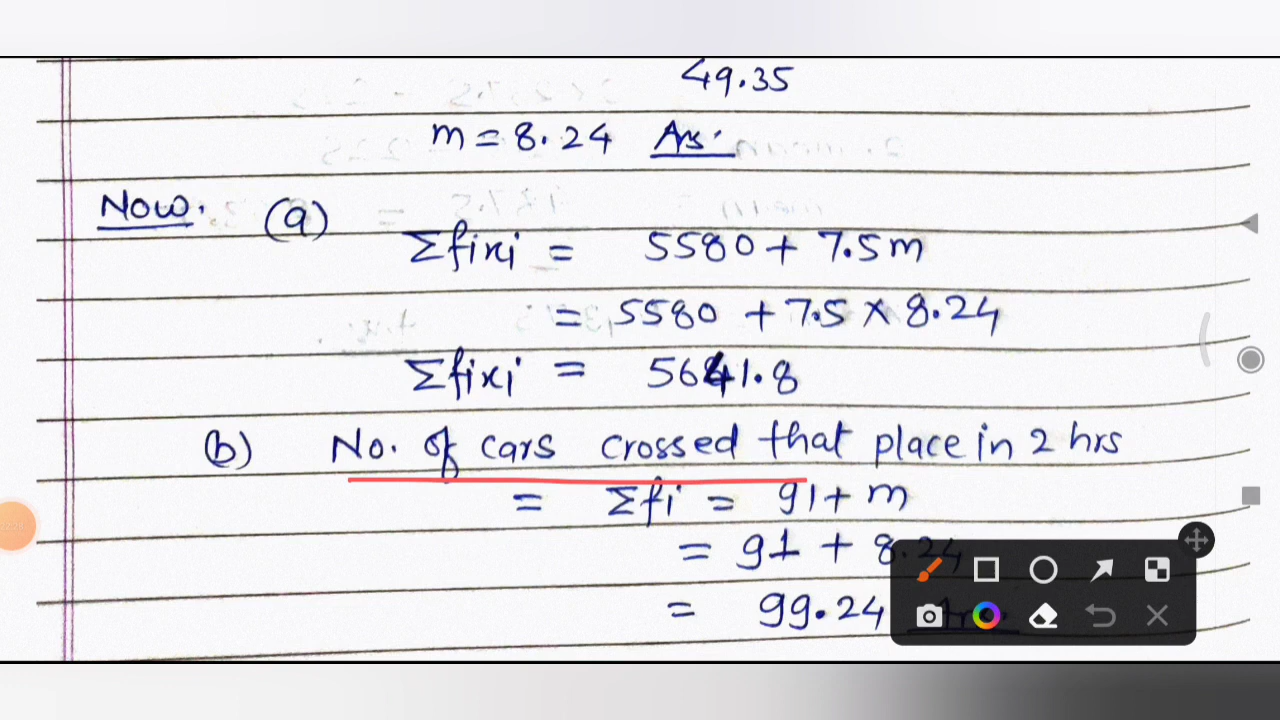 49.35
m = 8.24 Ans.
Now. (a)
Σfixi = 5580 + 7.5m
= 5580 + 7.5 × 8.24
Σfixi = 5641.8
(b) No. of cars crossed that place in 2 hrs
= Σfi = 91 + m
= 91 + 8.24
= 99.24